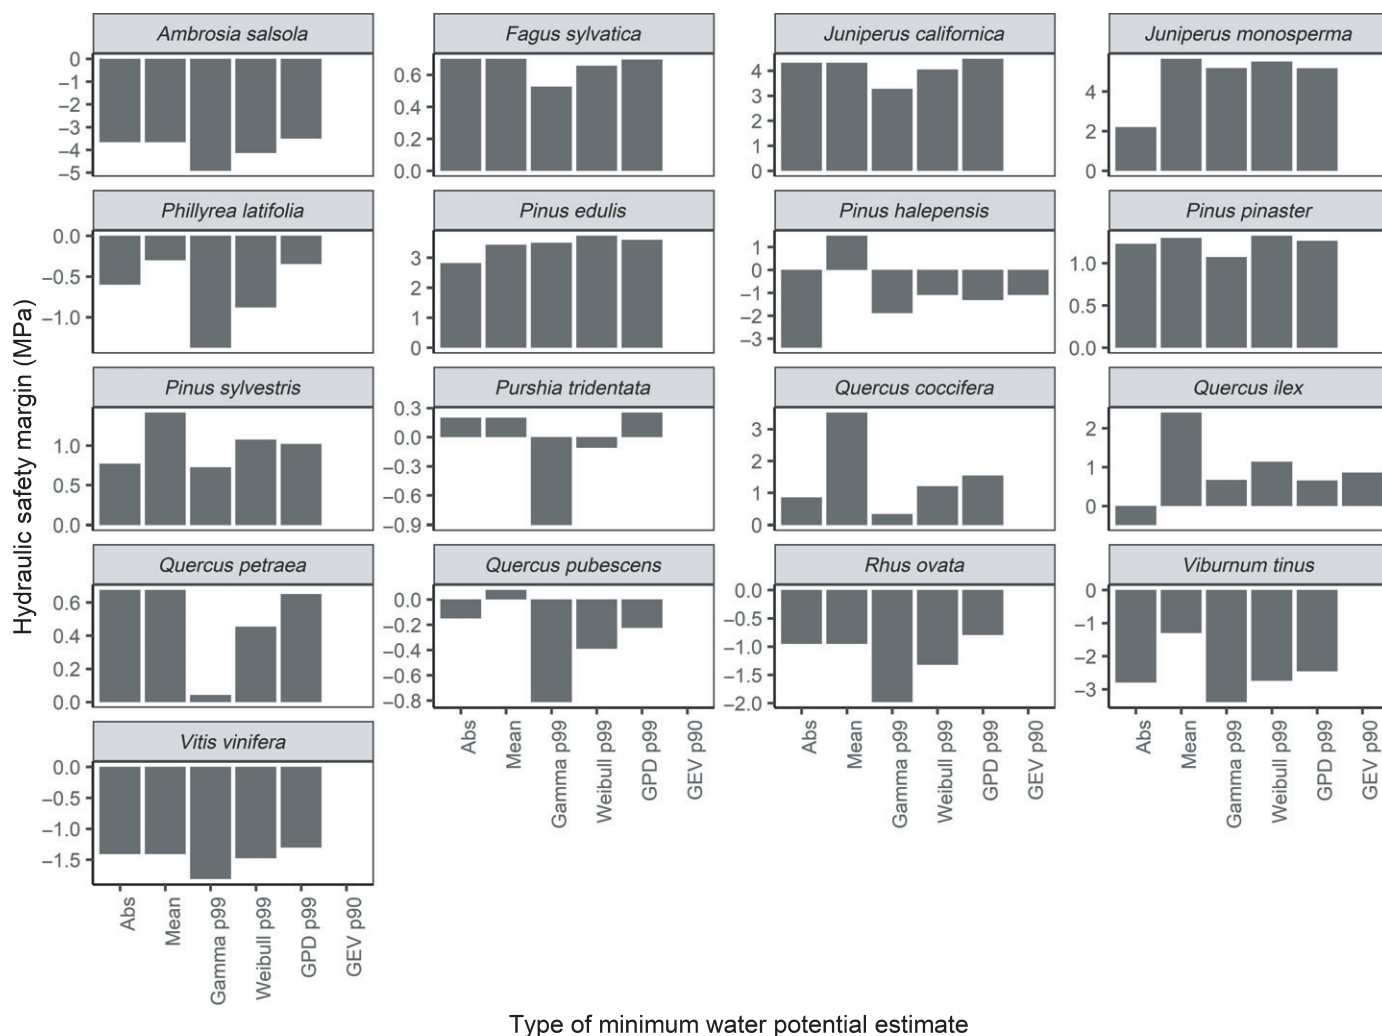 Ambrosia salsola
0
−1
−2
−3
−4
−5
Fagus sylvatica
0.6
0.4
0.2
0.0
Juniperus californica
4
3
2
1
0
Juniperus monosperma
4
2
0
Phillyrea latifolia
0.0
−0.5
−1.0
Pinus edulis
3
2
1
0
Pinus halepensis
1
0
−1
−2
−3
Pinus pinaster
1.0
0.5
0.0
Hydraulic safety margin (MPa)
Pinus sylvestris
1.0
0.5
0.0
Purshia tridentata
0.3
0.0
−0.3
−0.6
−0.9
Quercus coccifera
3
2
1
0
Quercus ilex
2
1
0
Quercus petraea
0.6
0.4
0.2
0.0
Quercus pubescens
0.0
−0.2
−0.4
−0.6
−0.8
Abs
Mean
Gamma p99
Weibull p99
GPD p99
GEV p90
Rhus ovata
0.0
−0.5
−1.0
−1.5
−2.0
Abs
Mean
Gamma p99
Weibull p99
GPD p99
GEV p90
Viburnum tinus
0
−1
−2
−3
Abs
Mean
Gamma p99
Weibull p99
GPD p99
GEV p90
Vitis vinifera
0.0
−0.5
−1.0
−1.5
Abs
Mean
Gamma p99
Weibull p99
GPD p99
GEV p90
Type of minimum water potential estimate